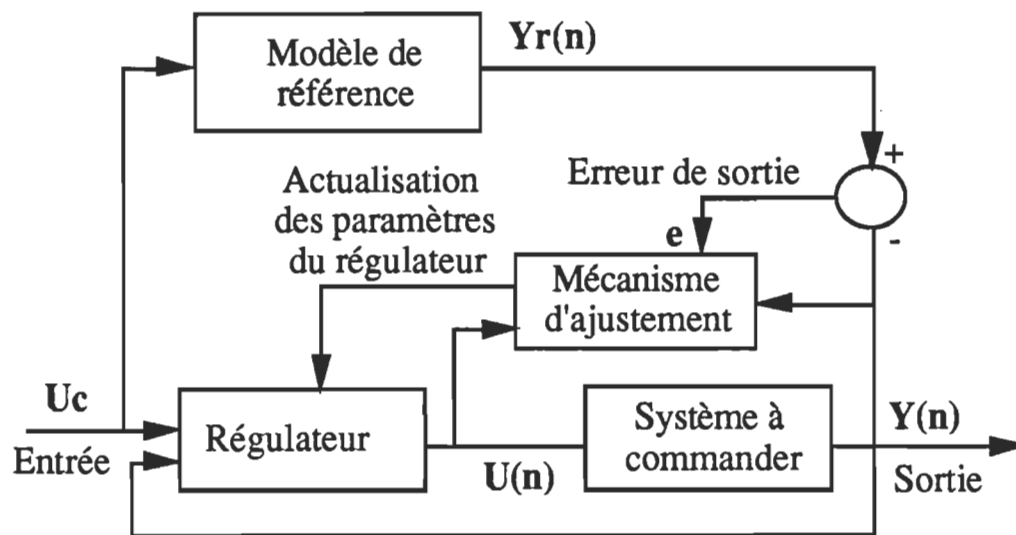 Modèle de
référence
Yr(n)
+
Erreur de sortie
Actualisation
des paramètres
du régulateur
e
-
Mécanisme
d'ajustement
Uc
Entrée
Régulateur
U(n)
Système à
commander
Y(n)
Sortie